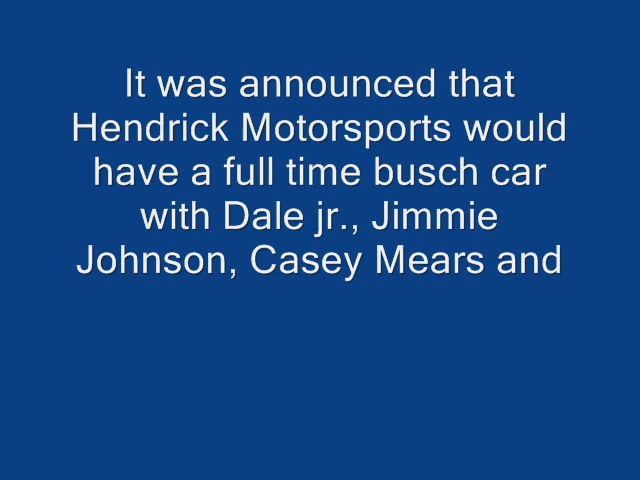 It was announced that
Hendrick Motorsports would
have a full time busch car
with Dale jr., Jimmie
Johnson, Casey Mears and